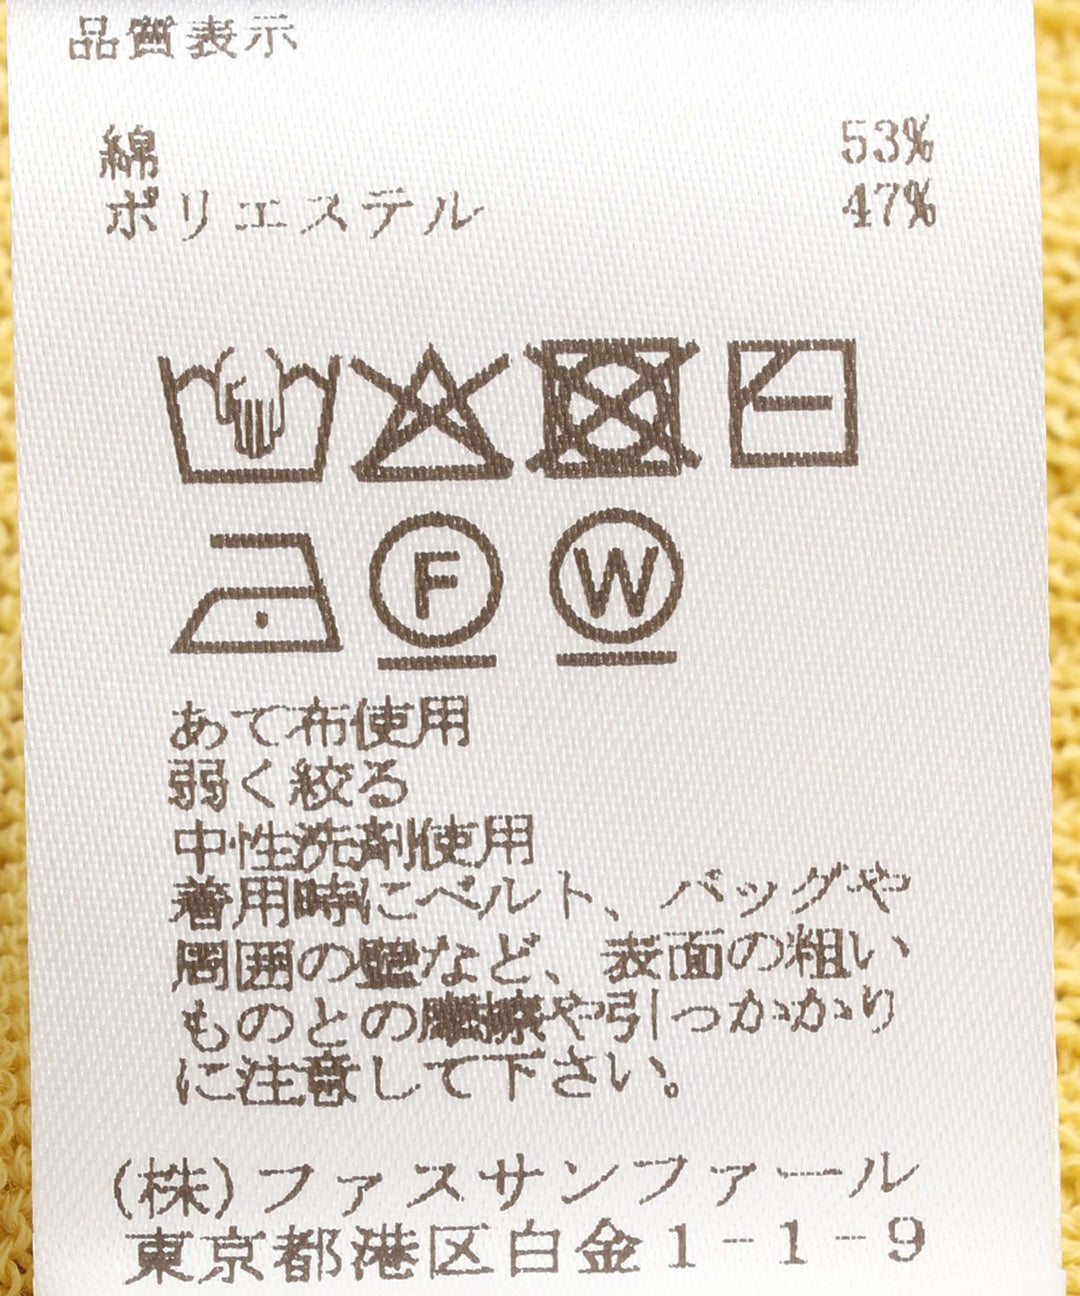 品質表示
綿 53%
ポリエステル 47%
F W
あて布使用
弱く絞る
中性洗剤使用
着用時にベルト、バッグや
周囲の壁など、表面の粗い
ものとの摩擦や引っかかり
に注意して下さい。
(株)ファスサンファール
東京都港区白金1-1-9